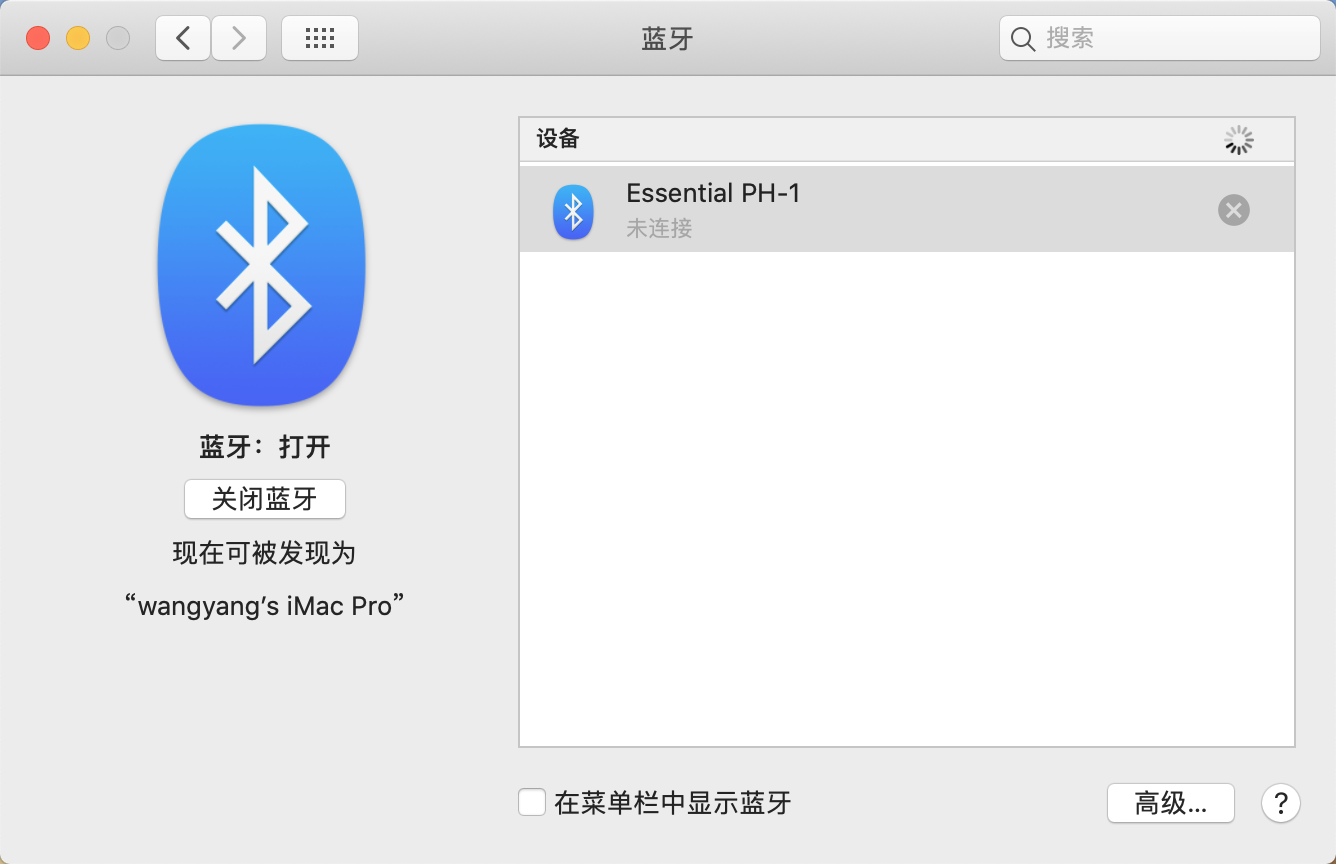 蓝牙
搜索
设备
Essential PH-1
未连接
蓝牙：打开
关闭蓝牙
现在可被发现为
“wangyang’s iMac Pro”
在菜单栏中显示蓝牙
高级...
?